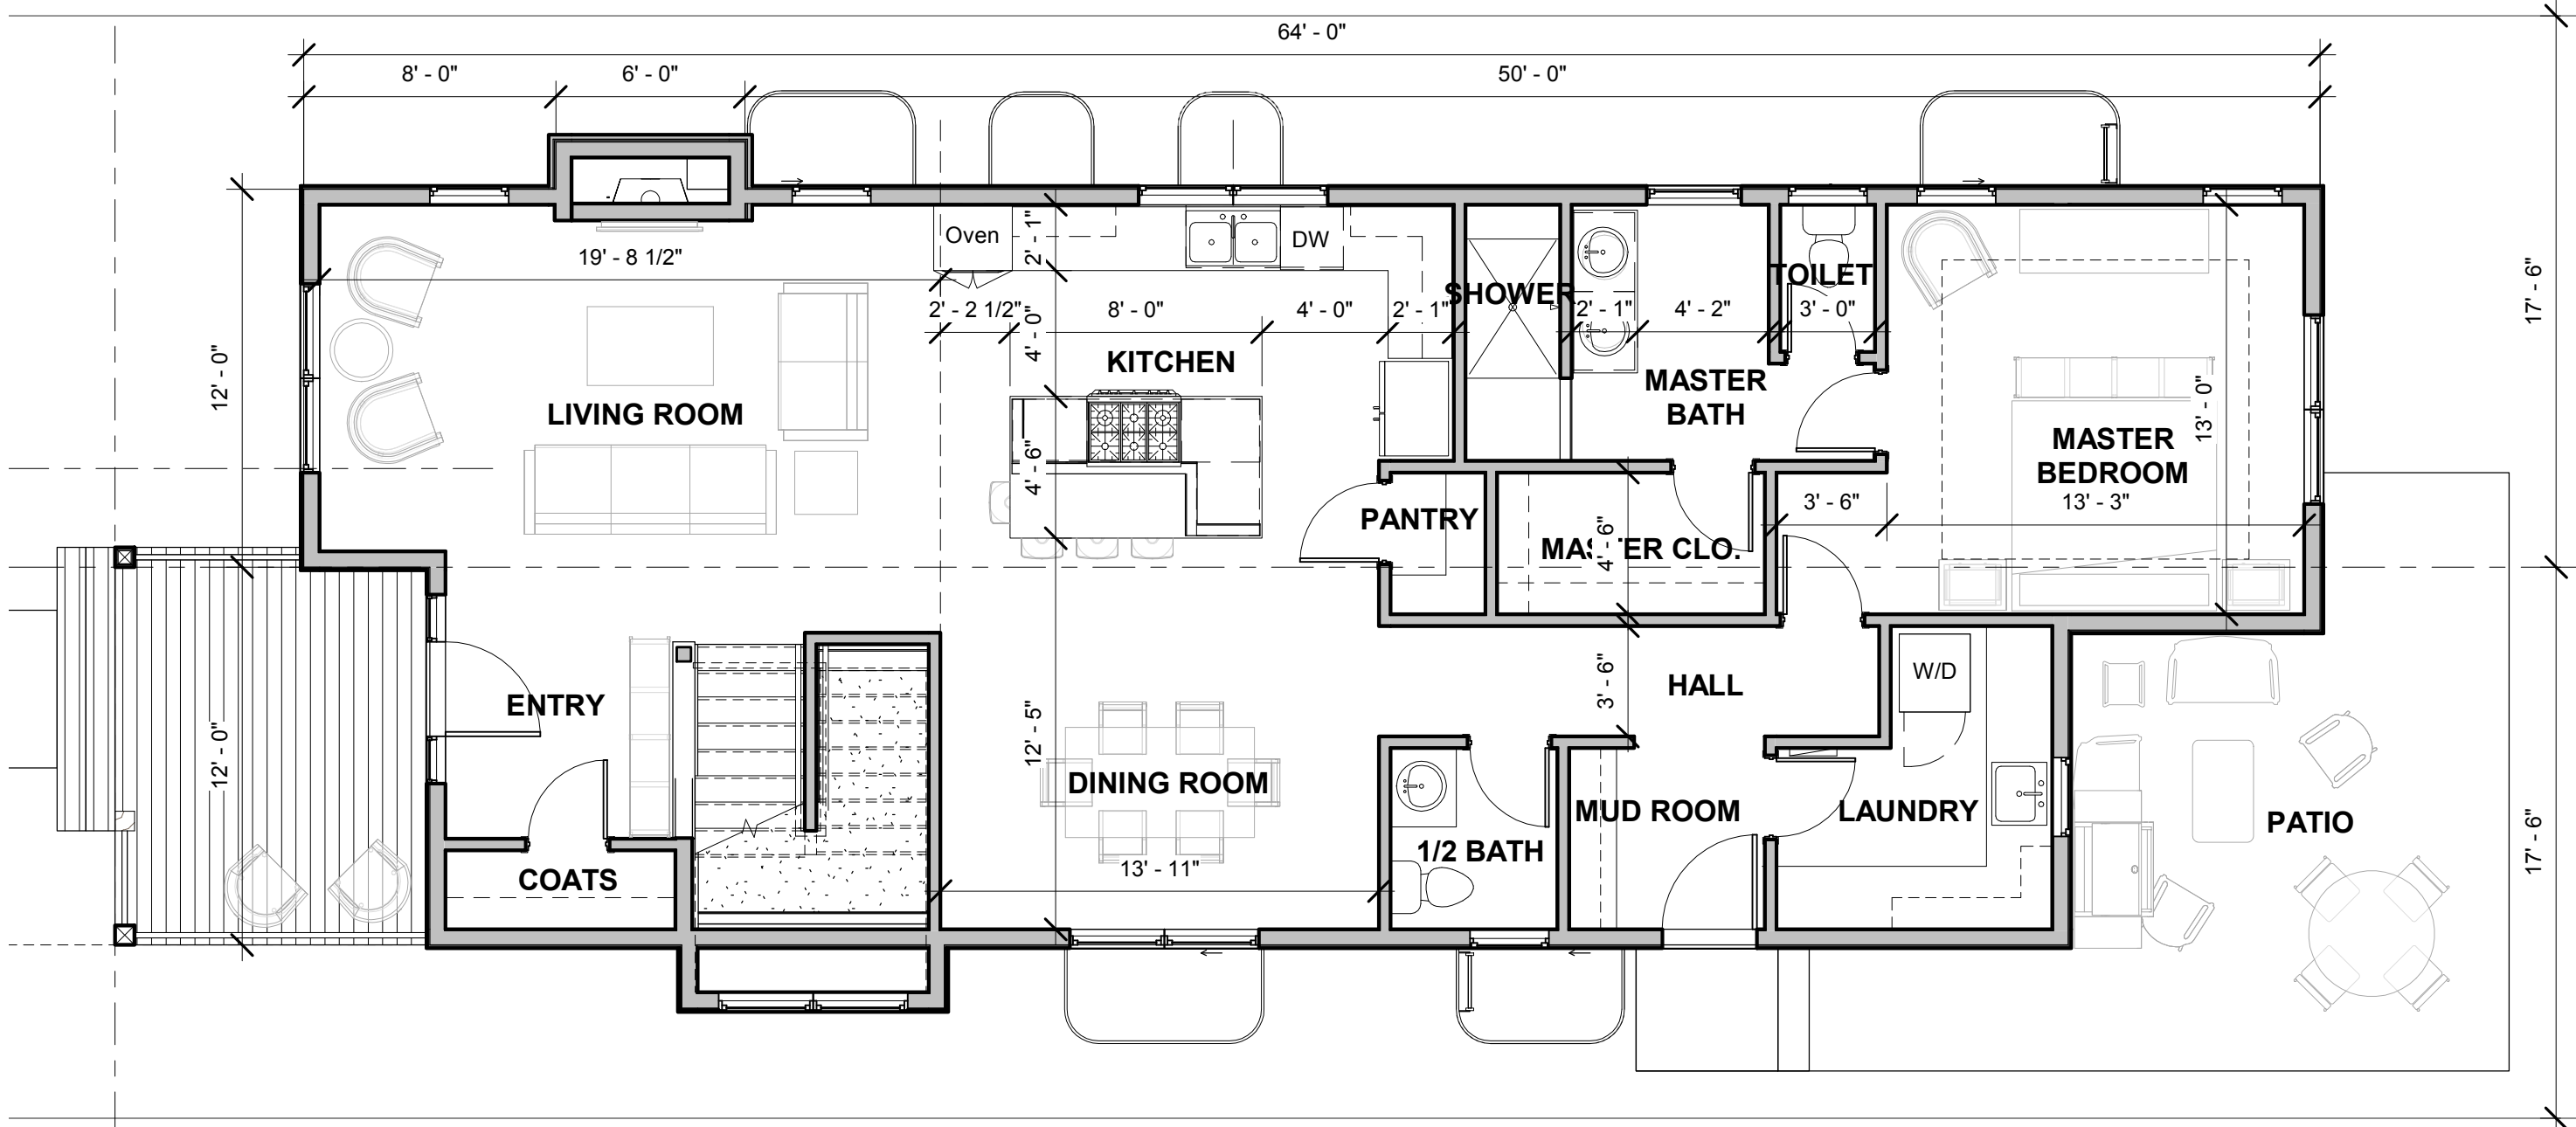 64' - 0"
8' - 0"
6' - 0"
50' - 0"
Oven
DW
2' - 1"
19' - 8 1/2"
TOILET
SHOWER
17' - 6"
2' - 2 1/2"
8' - 0"
4' - 0"
2' - 1"
2' - 1"
4' - 2"
3' - 0"
4' - 0"
KITCHEN
12' - 0"
MASTER
BATH
LIVING ROOM
13' - 0"
MASTER
BEDROOM
4' - 6"
3' - 6"
13' - 3"
PANTRY
MASTER CLO.
4' - 6"
W/D
HALL
3' - 6"
ENTRY
12' - 5"
12' - 0"
DINING ROOM
MUD ROOM
LAUNDRY
PATIO
1/2 BATH
17' - 6"
13' - 11"
COATS